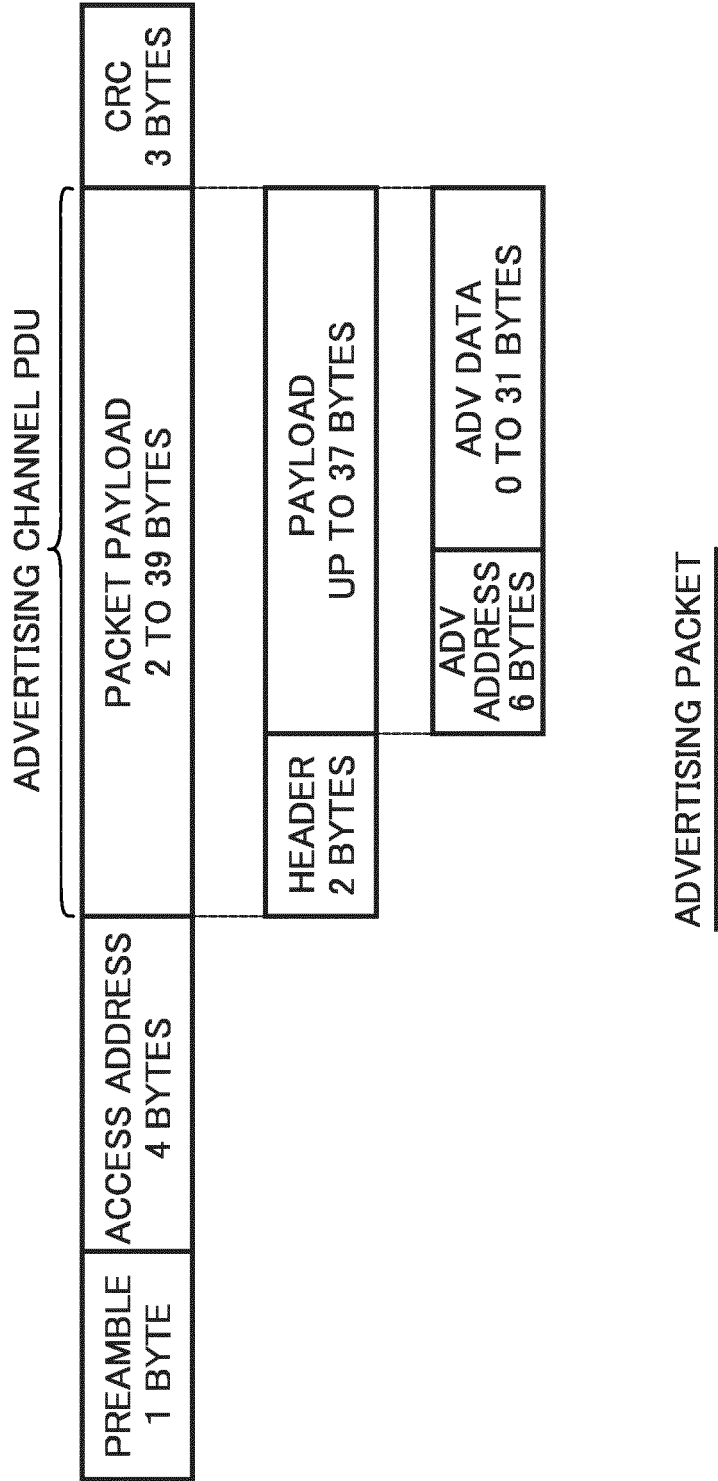 ADVERTISING CHANNEL PDU
PREAMBLE
1 BYTE
ACCESS ADDRESS
4 BYTES
PACKET PAYLOAD
2 TO 39 BYTES
CRC
3 BYTES
HEADER
2 BYTES
PAYLOAD
UP TO 37 BYTES
ADV
ADDRESS
6 BYTES
ADV DATA
0 TO 31 BYTES
ADVERTISING PACKET